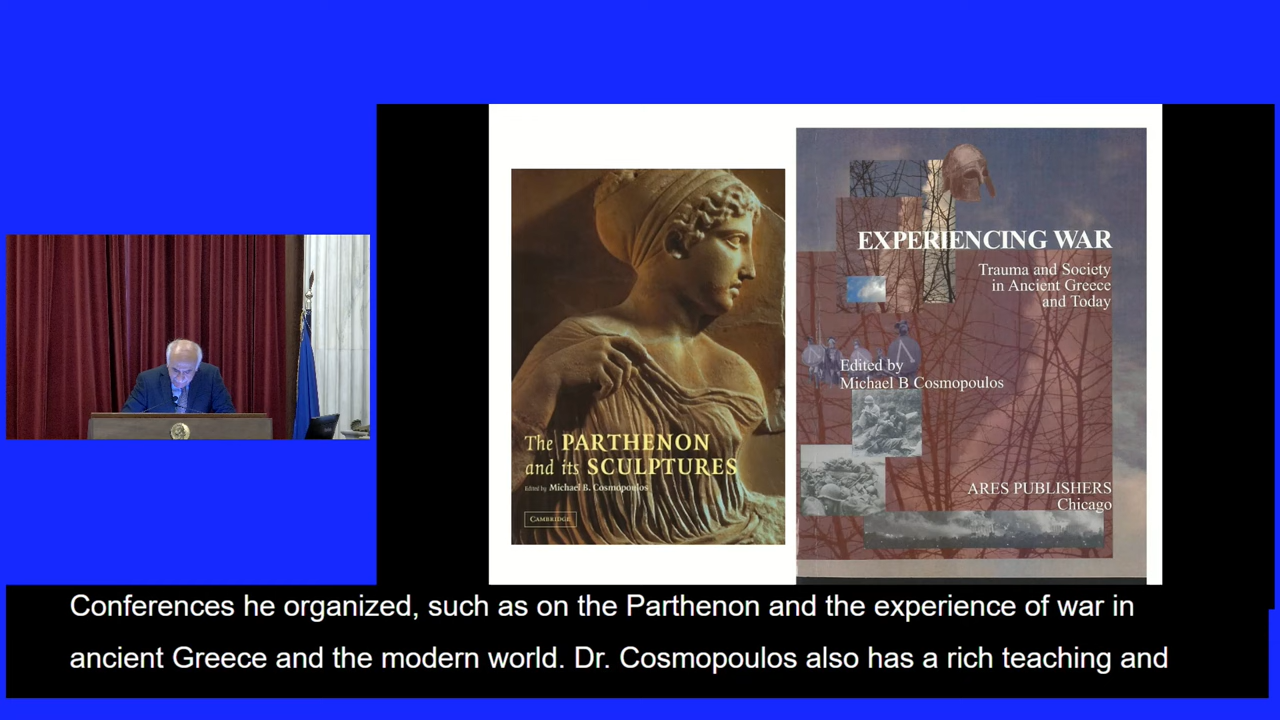 The PARTHENON
and its SCULPTURES
Edited by Michael B. Cosmopoulos
CAMBRIDGE
EXPERIENCING WAR
Trauma and Society
in Ancient Greece
and Today
Edited by
Michael B Cosmopoulos
ARES PUBLISHERS
Chicago
Conferences he organized, such as on the Parthenon and the experience of war in
ancient Greece and the modern world. Dr. Cosmopoulos also has a rich teaching and